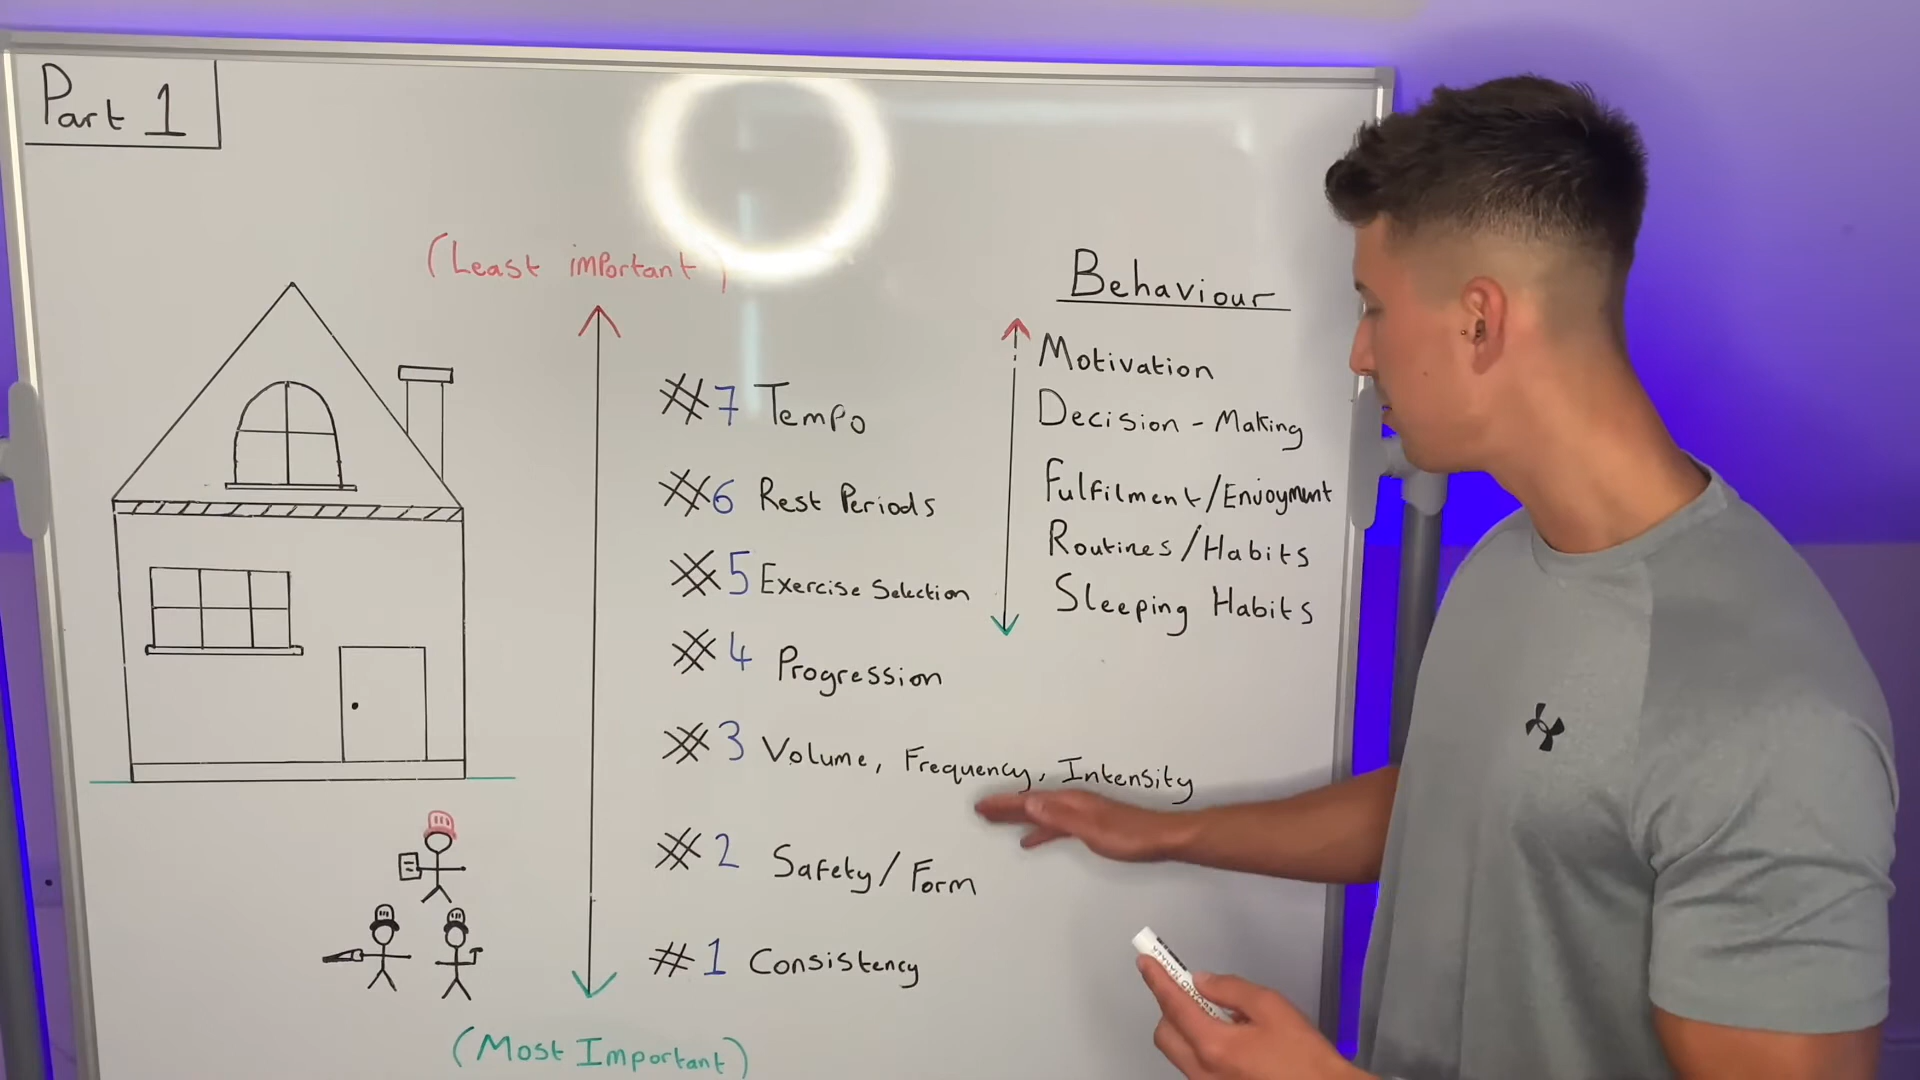 Part 1
(Least important)
#7 Tempo
#6 Rest Periods
#5 Exercise Selection
#4 Progression
#3 Volume, Frequency, Intensity
#2 Safety/Form
#1 Consistency
(Most Important)
Behaviour
Motivation
Decision-Making
Fulfilment/Enjoyment
Routines/Habits
Sleeping Habits